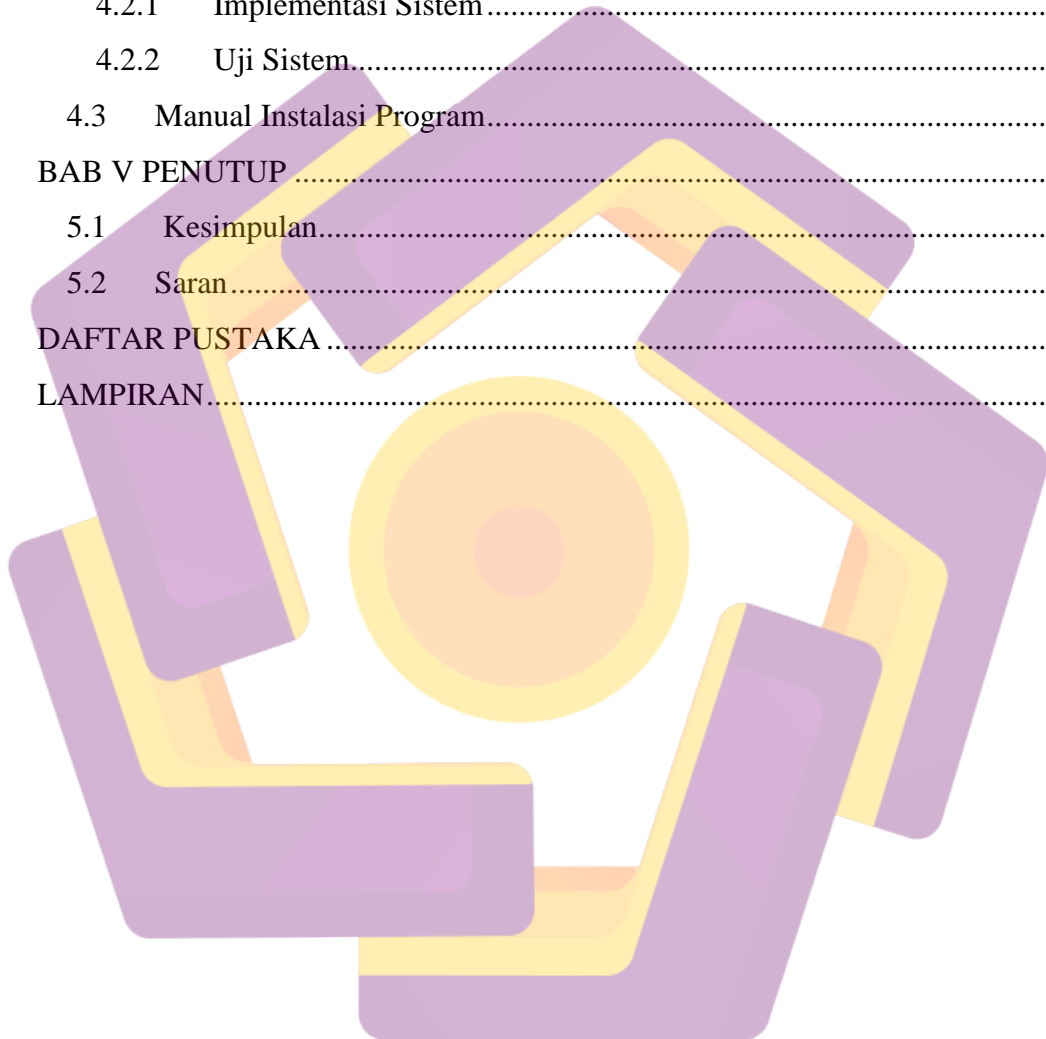 4.2.1 Implementasi Sistem........................................................................
4.2.2 Uji Sistem.........................................................................................
4.3 Manual Instalasi Program......................................................................
BAB V PENUTUP ...........................................................................................
5.1 Kesimpulan...........................................................................................
5.2 Saran.....................................................................................................
DAFTAR PUSTAKA ......................................................................................
LAMPIRAN.....................................................................................................